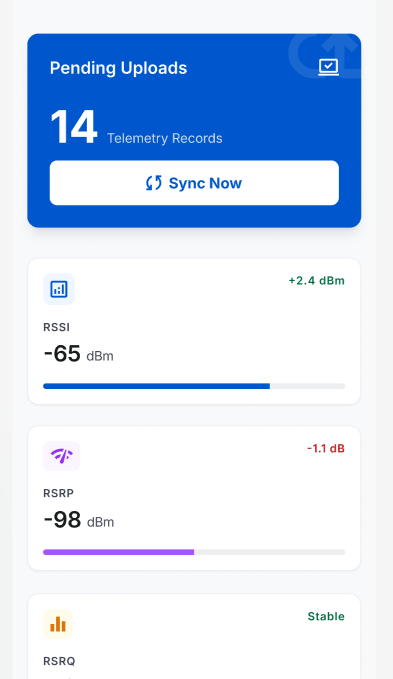 Pending Uploads
14 Telemetry Records
Sync Now
+2.4 dBm
RSSI
-65 dBm
-1.1 dB
RSRP
-98 dBm
Stable
RSRQ